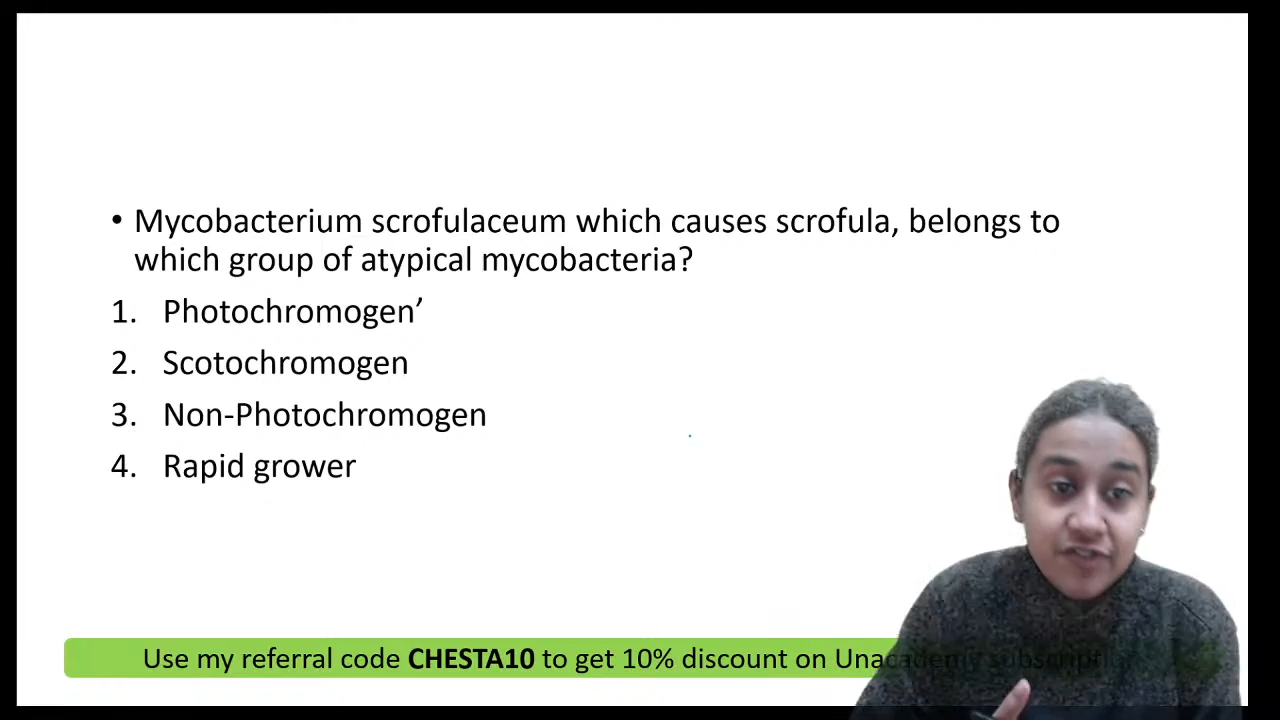 • Mycobacterium scrofulaceum which causes scrofula, belongs to
which group of atypical mycobacteria?
1. Photochromogen’
2. Scotochromogen
3. Non-Photochromogen
4. Rapid grower
Use my referral code CHESTA10 to get 10% discount on Unacademy